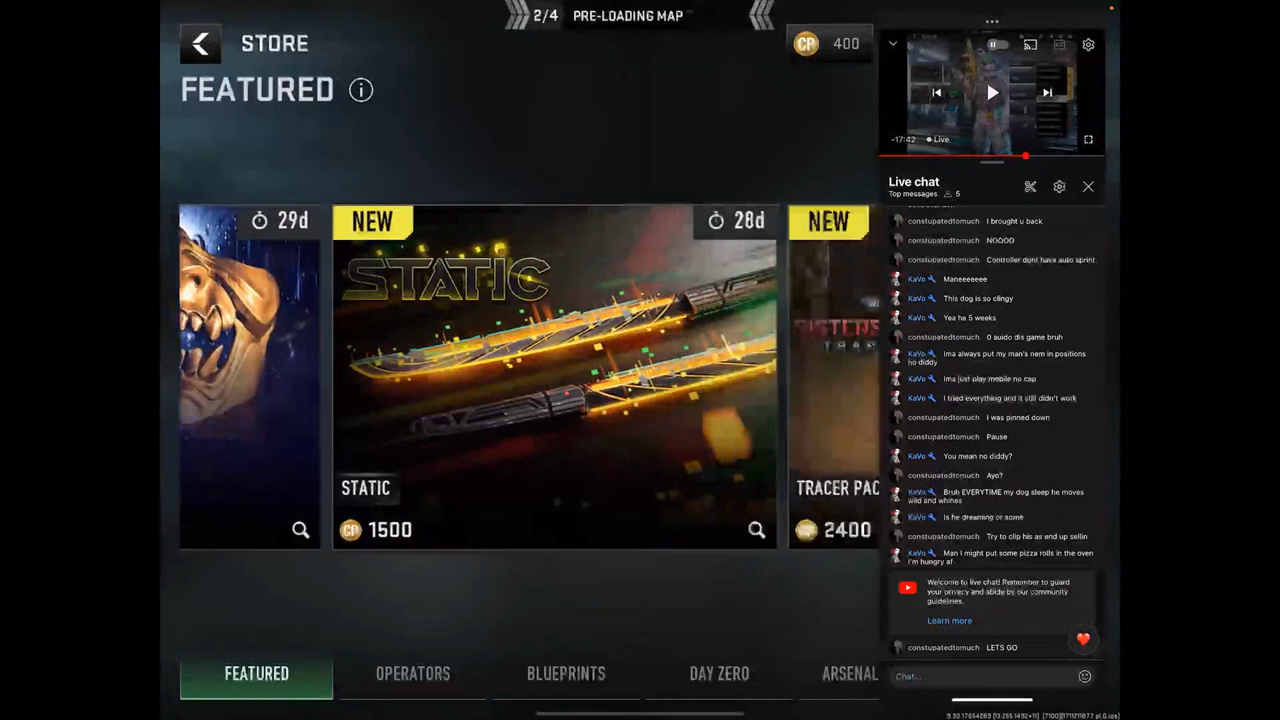 2/4 PRE-LOADING MAP
STORE
CP 400
FEATURED
29d
NEW
28d
NEW
STATIC
STATIC
CP 1500
TRACER PAC
2400
FEATURED
OPERATORS
BLUEPRINTS
DAY ZERO
ARSENAL
-17:42 Live
Live chat
Top messages 5
constupatedtomuch I brought u back
constupatedtomuch NOOOO
constupatedtomuch Controller dont have auto sprint
KaVo Maneeeeeee
KaVo This dog is so clingy
KaVo Yea he 5 weeks
constupatedtomuch 0 auido dis game bruh
KaVo Ima always put my man's nem in positions
no diddy
KaVo Ima just play mobile no cap
KaVo I tried everything and it still didn't work
constupatedtomuch I was pinned down
constupatedtomuch Pause
KaVo You mean no diddy?
constupatedtomuch Ayo?
KaVo Bruh EVERYTIME my dog sleep he moves
wild and whines
KaVo Is he dreaming or some
constupatedtomuch Try to clip his as end up sellin
KaVo Man I might put some pizza rolls in the oven
I'm hungry af
Welcome to live chat! Remember to guard
your privacy and abide by our community
guidelines.
Learn more
constupatedtomuch LETS GO
Chat...